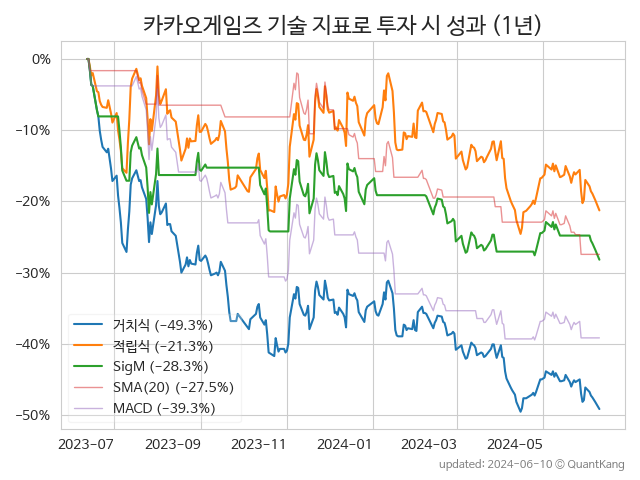 카카오게임즈 기술 지표로 투자 시 성과 (1년)
0%
−10%
−20%
−30%
−40%
−50%
거치식 (−49.3%)
적립식 (−21.3%)
SigM (−28.3%)
SMA(20) (−27.5%)
MACD (−39.3%)
2023−07
2023−09
2023−11
2024−01
2024−03
2024−05
updated: 2024−06−10 © QuantKang